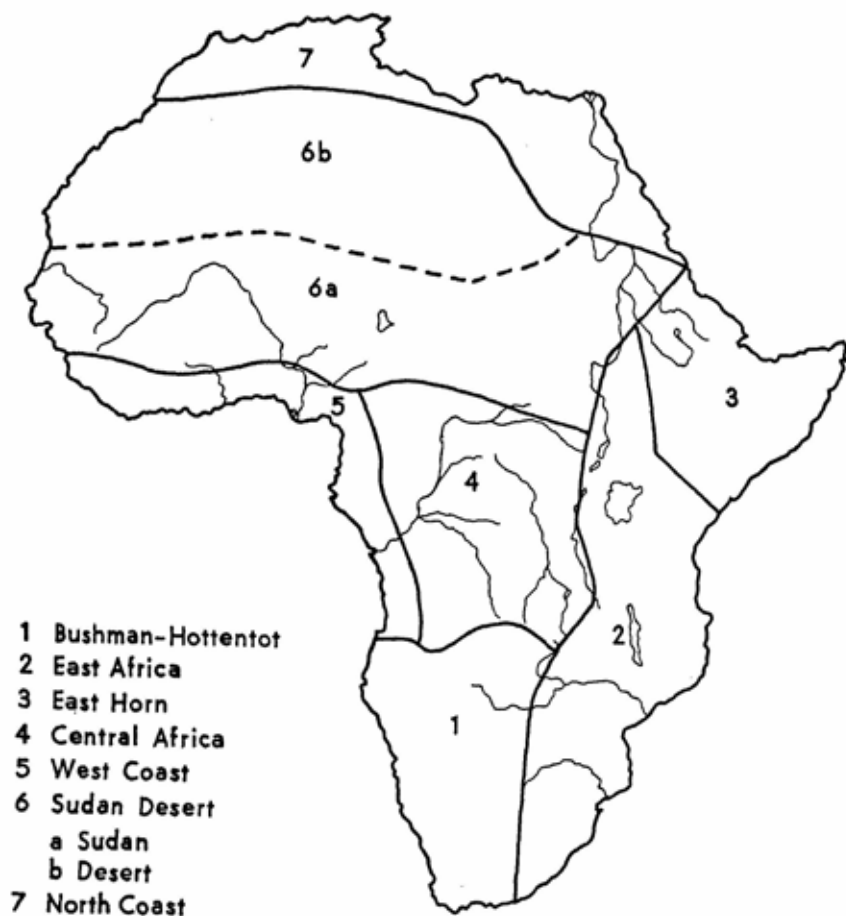 7
6b
6a
3
5
4
2
1
1 Bushman-Hottentot
2 East Africa
3 East Horn
4 Central Africa
5 West Coast
6 Sudan Desert
a Sudan
b Desert
7 North Coast